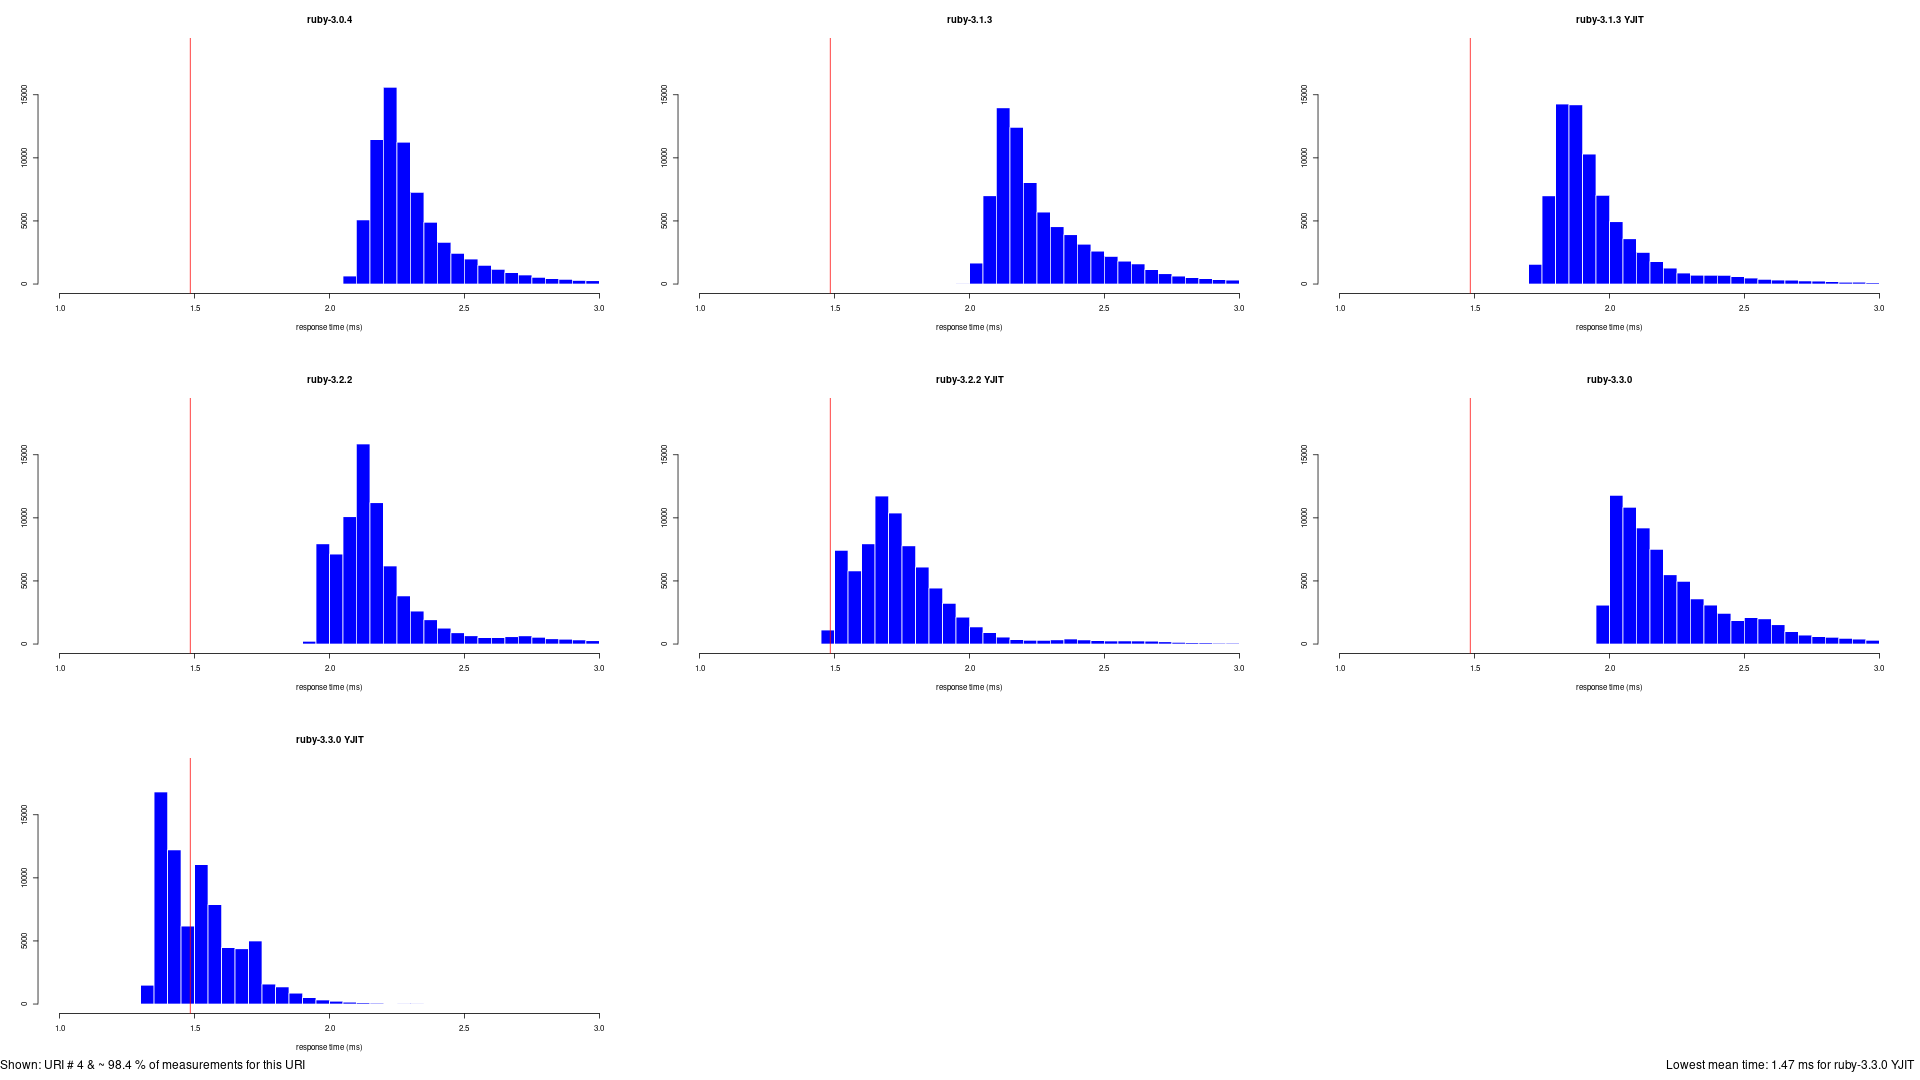 ruby-3.0.4
15000
10000
5000
0
1.0 1.5 2.0 2.5 3.0
response time (ms)
ruby-3.1.3
15000
10000
5000
0
1.0 1.5 2.0 2.5 3.0
response time (ms)
ruby-3.1.3 YJIT
15000
10000
5000
0
1.0 1.5 2.0 2.5 3.0
response time (ms)
ruby-3.2.2
15000
10000
5000
0
1.0 1.5 2.0 2.5 3.0
response time (ms)
ruby-3.2.2 YJIT
15000
10000
5000
0
1.0 1.5 2.0 2.5 3.0
response time (ms)
ruby-3.3.0
15000
10000
5000
0
1.0 1.5 2.0 2.5 3.0
response time (ms)
ruby-3.3.0 YJIT
15000
10000
5000
0
1.0 1.5 2.0 2.5 3.0
response time (ms)
Shown: URI # 4 & ~ 98.4 % of measurements for this URI
Lowest mean time: 1.47 ms for ruby-3.3.0 YJIT